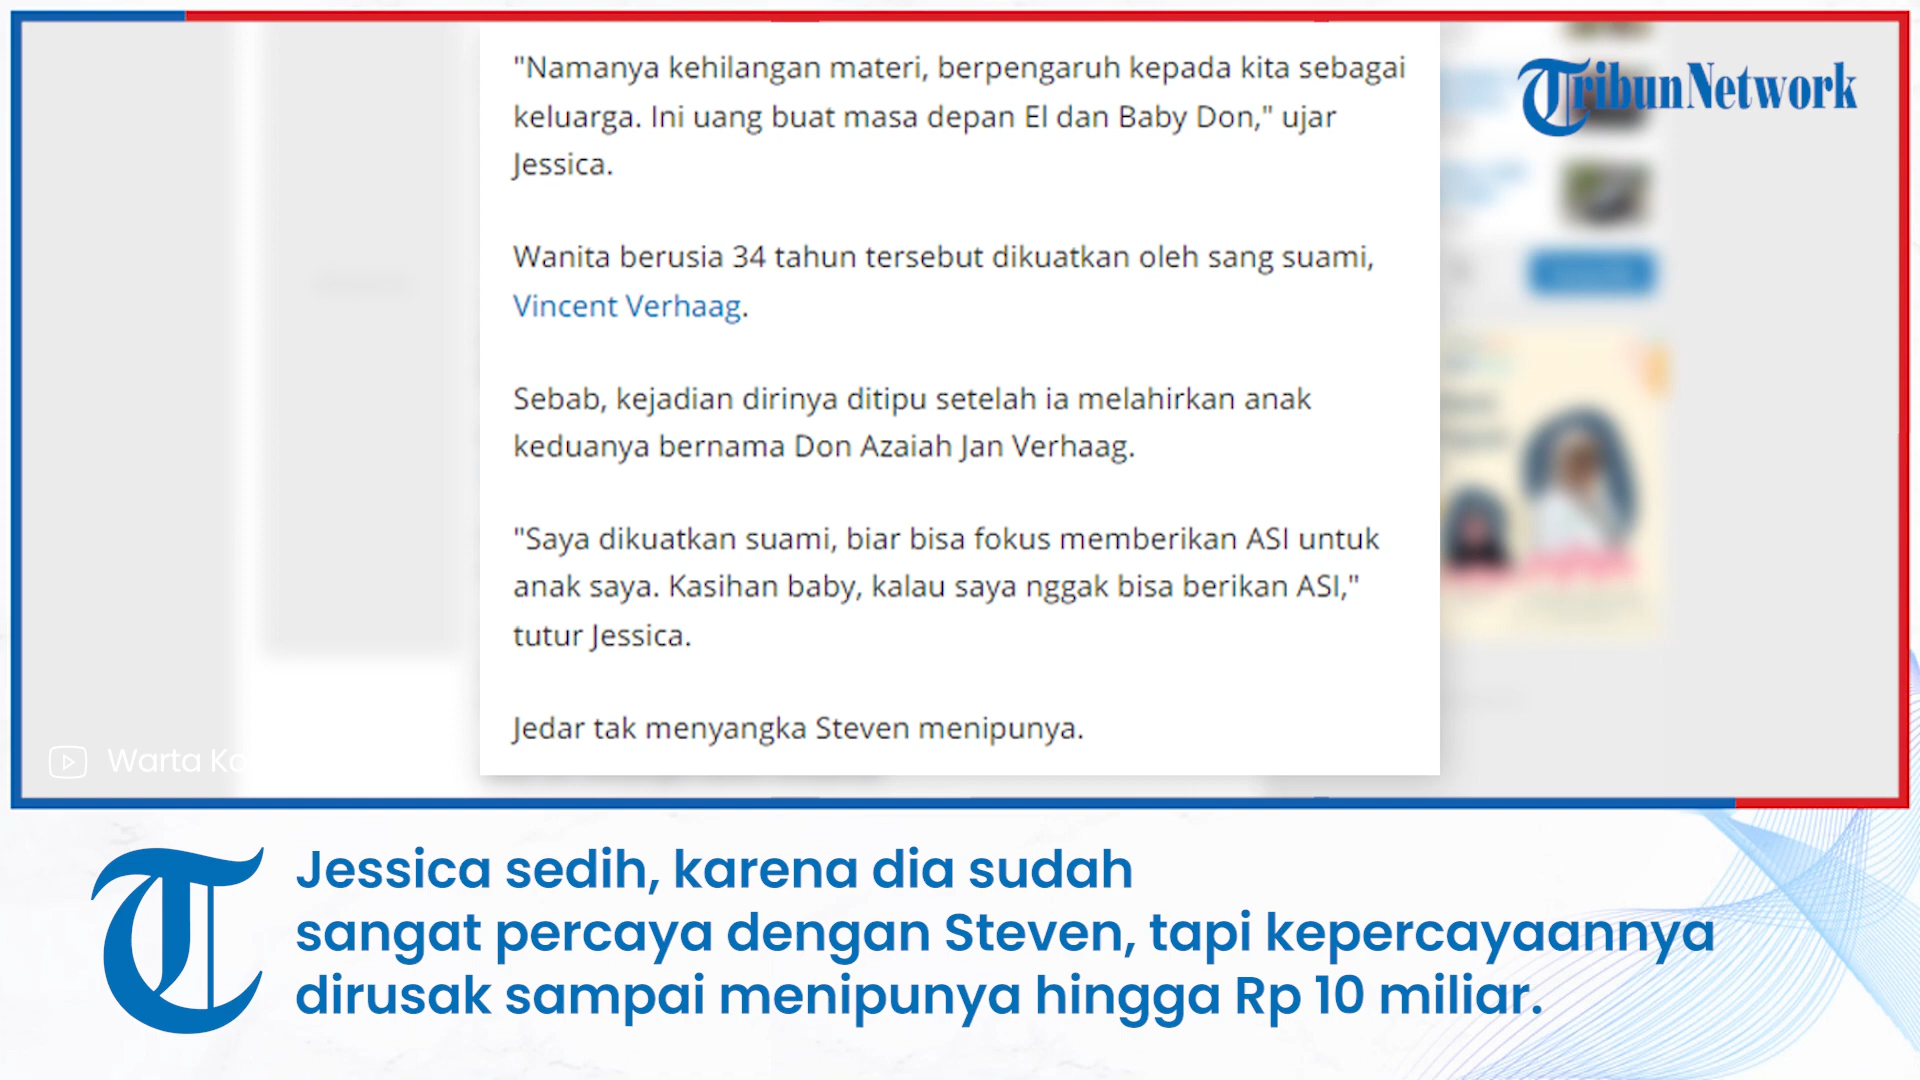 TribunNetwork
"Namanya kehilangan materi, berpengaruh kepada kita sebagai
keluarga. Ini uang buat masa depan El dan Baby Don," ujar
Jessica.
Wanita berusia 34 tahun tersebut dikuatkan oleh sang suami,
Vincent Verhaag.
Sebab, kejadian dirinya ditipu setelah ia melahirkan anak
keduanya bernama Don Azaiah Jan Verhaag.
"Saya dikuatkan suami, biar bisa fokus memberikan ASI untuk
anak saya. Kasihan baby, kalau saya nggak bisa berikan ASI,"
tutur Jessica.
Jedar tak menyangka Steven menipunya.
Warta Ko
T
Jessica sedih, karena dia sudah
sangat percaya dengan Steven, tapi kepercayaannya
dirusak sampai menipunya hingga Rp 10 miliar.